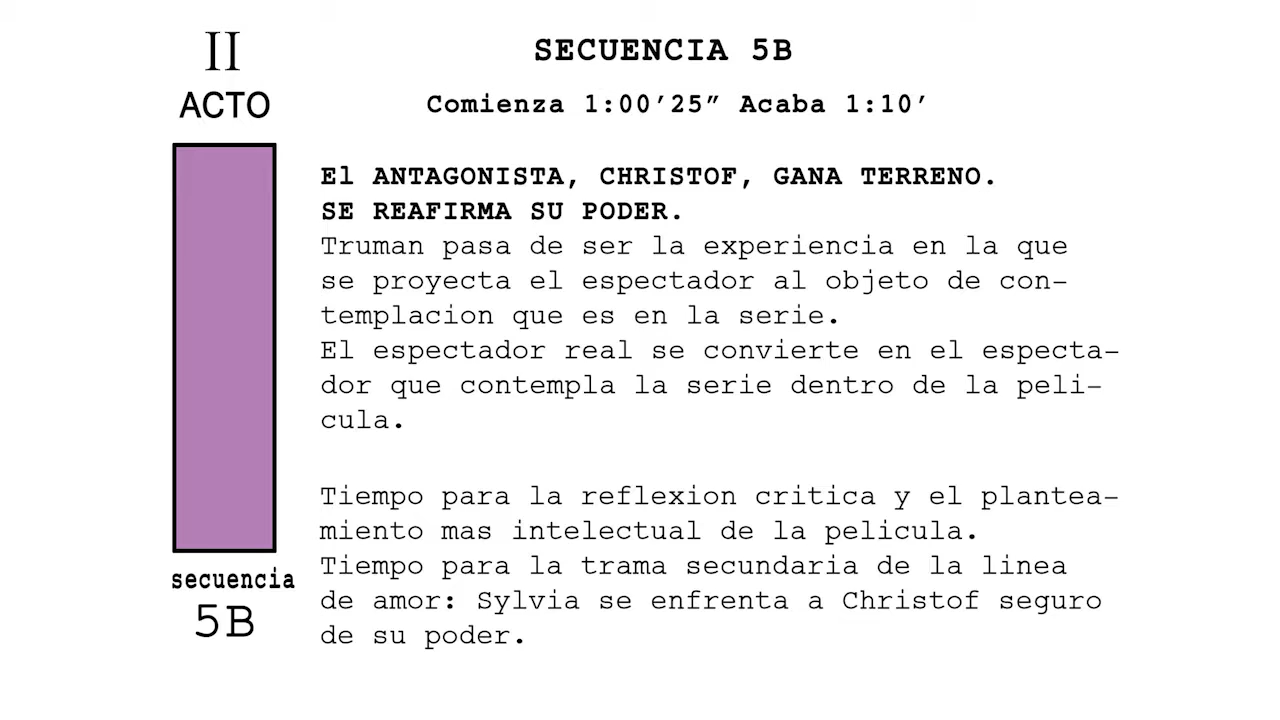 II
ACTO
SECUENCIA 5B
Comienza 1:00’25” Acaba 1:10’
El ANTAGONISTA, CHRISTOF, GANA TERRENO.
SE REAFIRMA SU PODER.
Truman pasa de ser la experiencia en la que
se proyecta el espectador al objeto de con-
templacion que es en la serie.
El espectador real se convierte en el especta-
dor que contempla la serie dentro de la peli-
cula.
Tiempo para la reflexion critica y el plantea-
miento mas intelectual de la pelicula.
Tiempo para la trama secundaria de la linea
de amor: Sylvia se enfrenta a Christof seguro
de su poder.
secuencia
5B